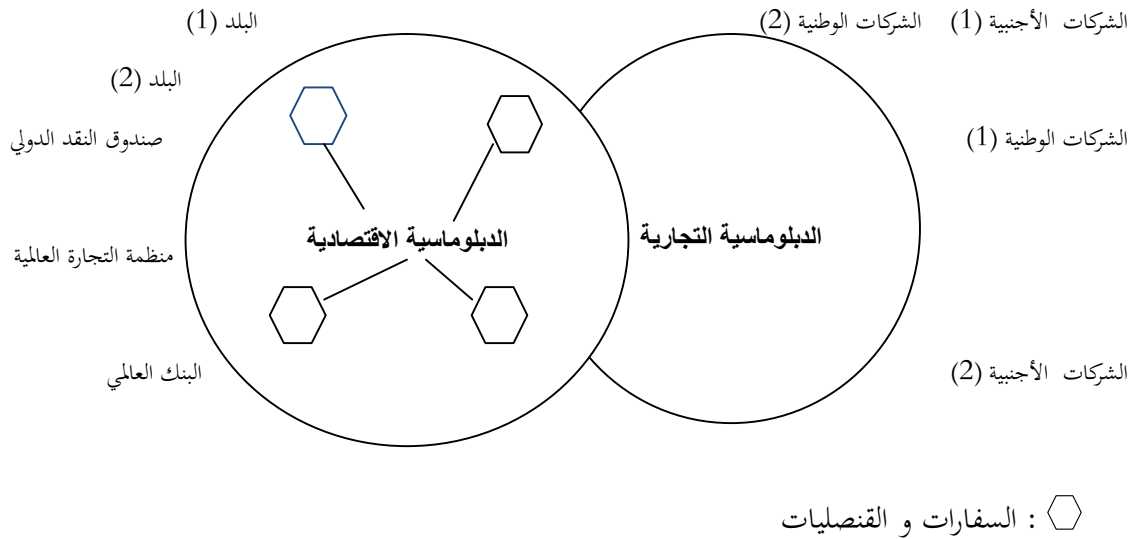 الشركات الأجنبية (1)
الشركات الوطنية (2)
البلد (1)
البلد (2)
الشركات الوطنية (1)
صندوق النقد الدولي
الدبلوماسية التجارية
الدبلوماسية الاقتصادية
منظمة التجارة العالمية
الشركات الأجنبية (2)
البنك العالمي
: السفارات و القنصليات